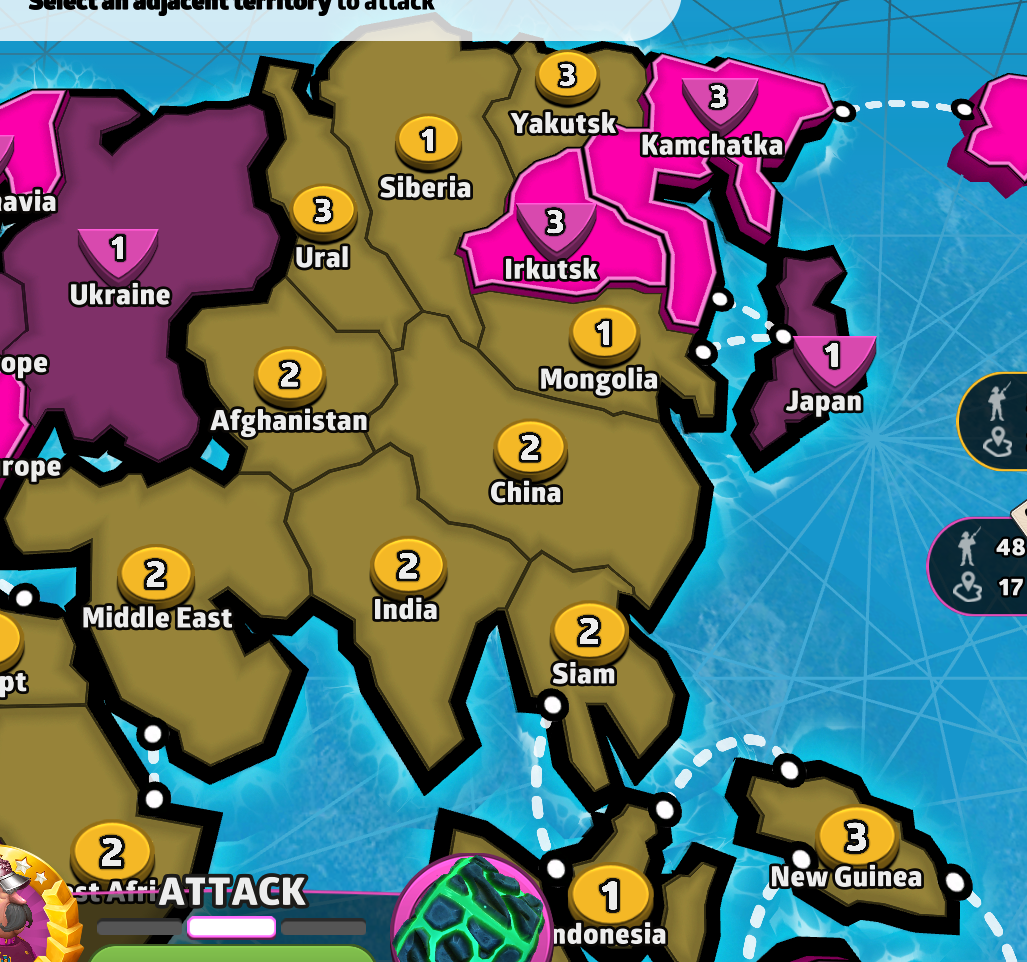 Select an adjacent territory to attack
3
Yakutsk
3
Kamchatka
1
Siberia
3
Ural
3
Irkutsk
avia
1
Ukraine
1
Mongolia
1
Japan
ope
2
Afghanistan
rope
2
China
48
17
2
Middle East
2
India
2
Siam
pt
3
New Guinea
2
ast Afri
ATTACK
1
ndonesia